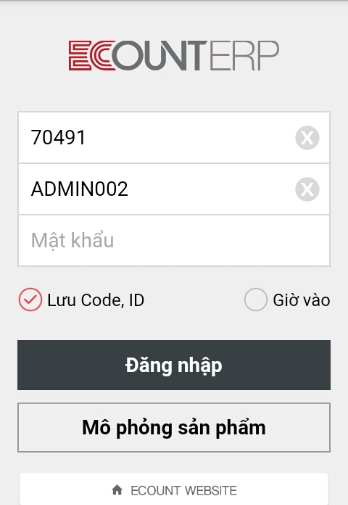 ECOUNTERP
70491
X
ADMIN002
X
Mật khẩu
Lưu Code, ID
Giờ vào
Đăng nhập
Mô phỏng sản phẩm
ECOUNT WEBSITE